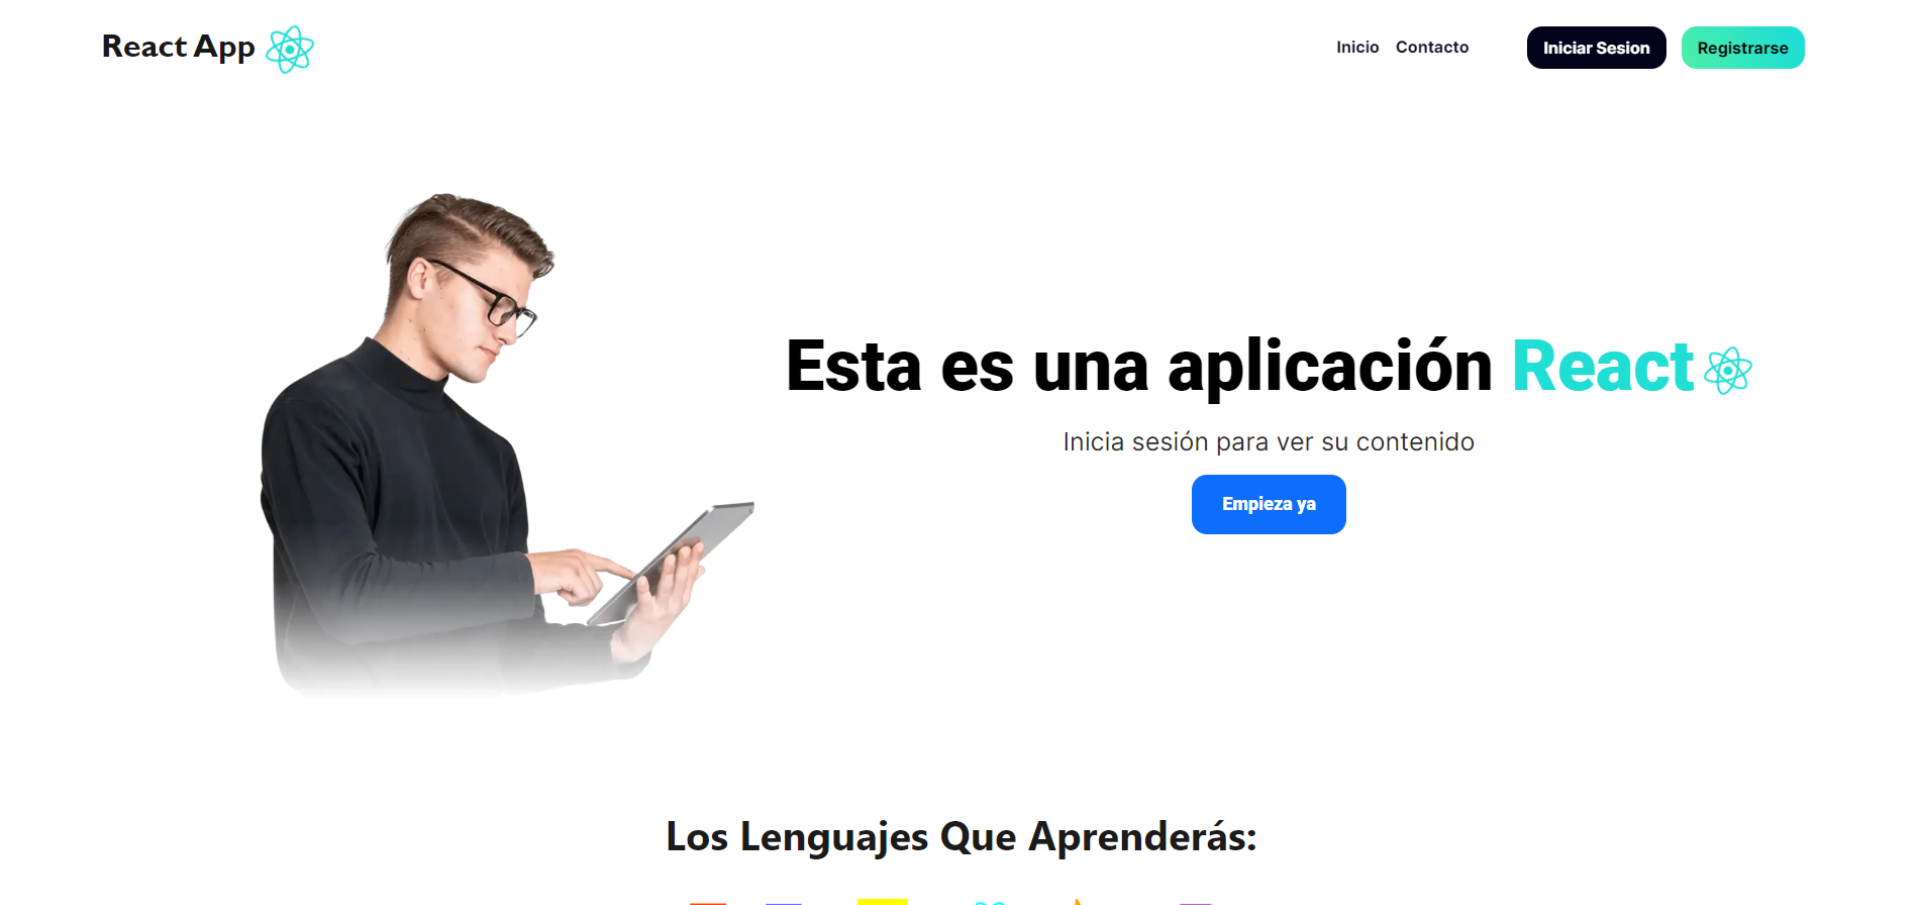 React App
Inicio Contacto Iniciar Sesion Registrarse
Esta es una aplicación React
Inicia sesión para ver su contenido
Empieza ya
Los Lenguajes Que Aprenderás: